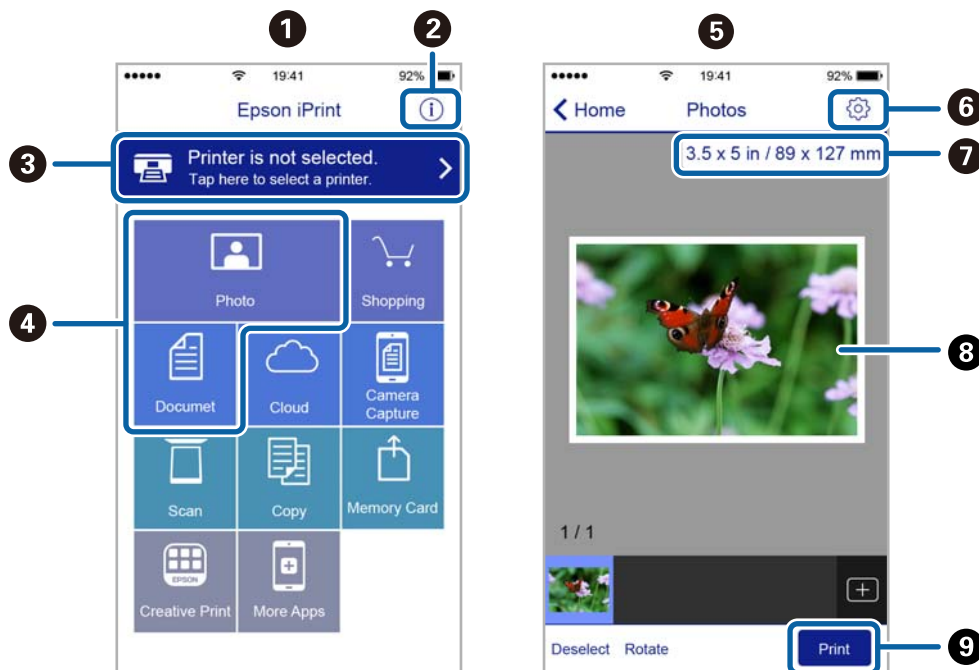 1
2
19:41
92%
Epson iPrint
3
Printer is not selected.
Tap here to select a printer.
4
Photo
Shopping
Documet
Cloud
Camera
Capture
Scan
Copy
Memory Card
EPSON
Creative Print
More Apps
5
19:41
92%
Home
Photos
6
3.5 x 5 in / 89 x 127 mm
7
8
1 / 1
Deselect
Rotate
Print
9